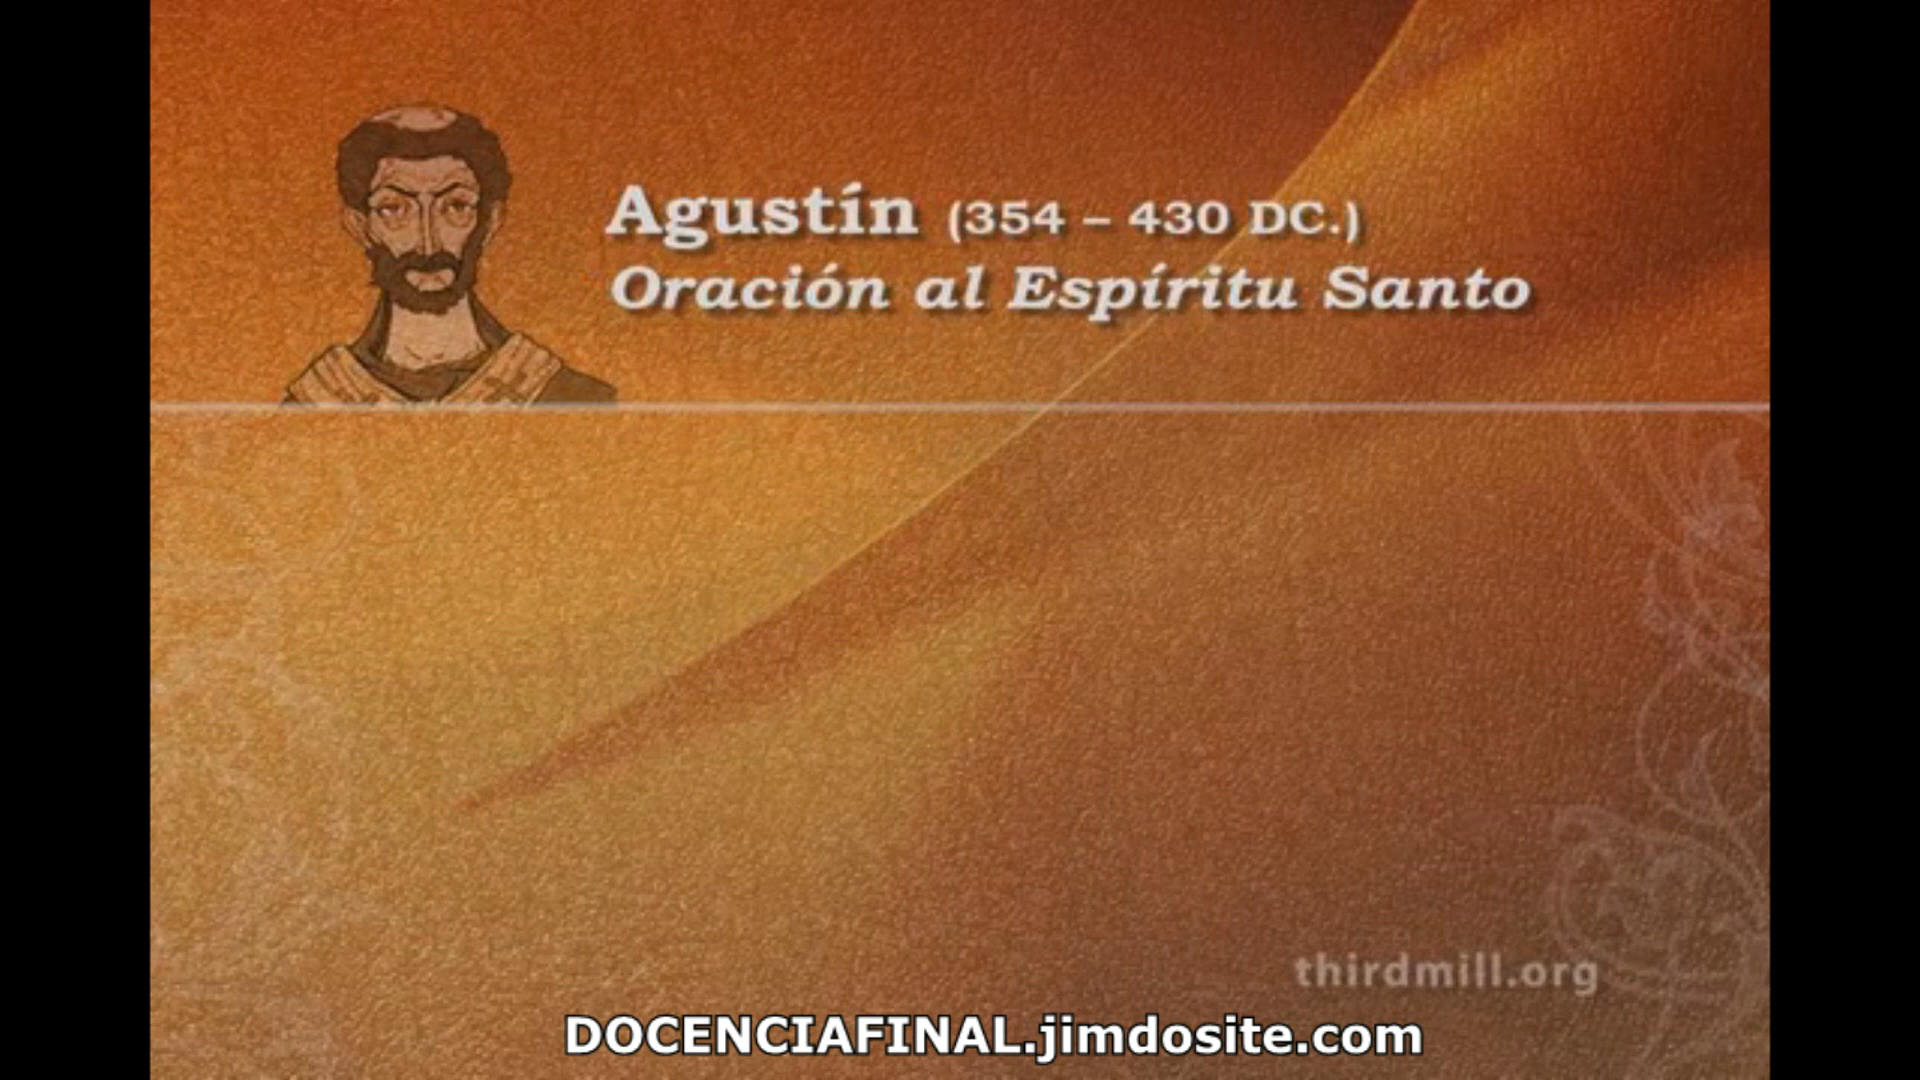 Agustín (354 – 430 DC.)
Oración al Espíritu Santo
thirdmill.org
DOCENCIAFINAL.jimdosite.com